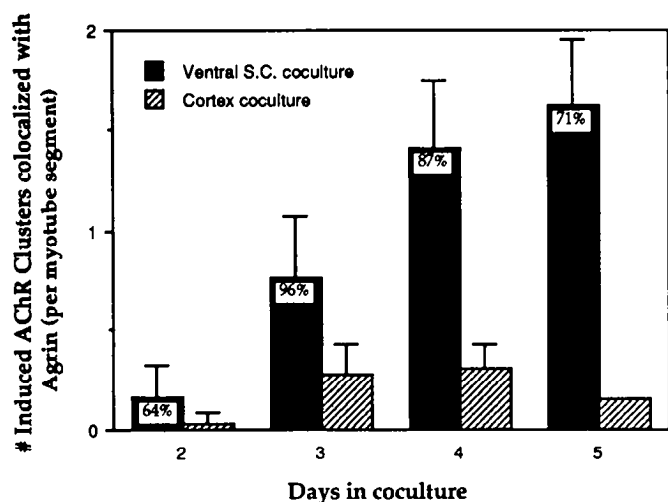 # Induced AChR Clusters colocalized with
Agrin (per myotube segment)
2
1
0
Ventral S.C. coculture
Cortex coculture
64%
96%
87%
71%
2 3 4 5
Days in coculture